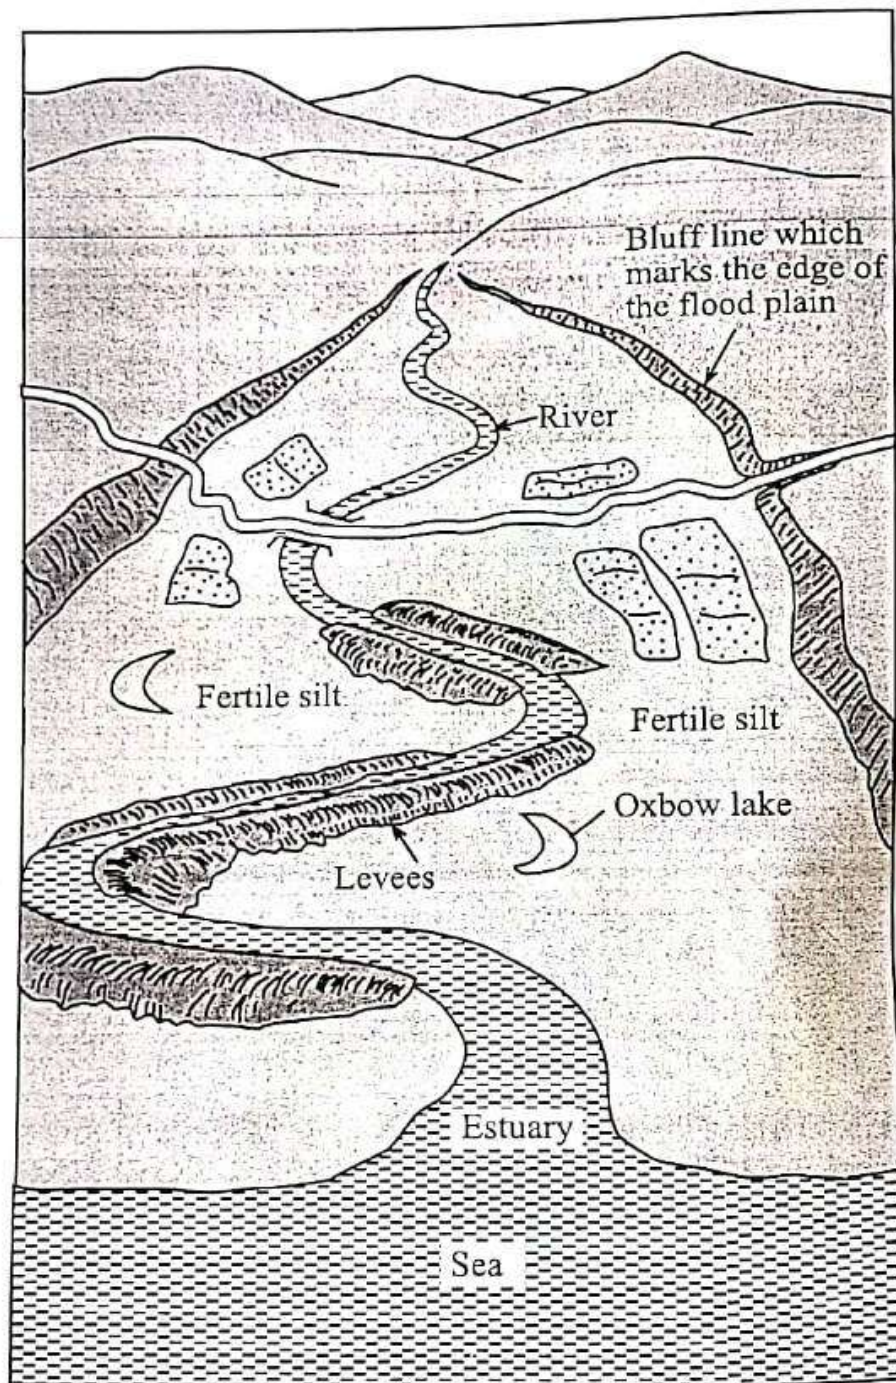 Bluff line which
marks the edge of
the flood plain
River
Fertile silt
Fertile silt
Oxbow lake
Levees
Estuary
Sea